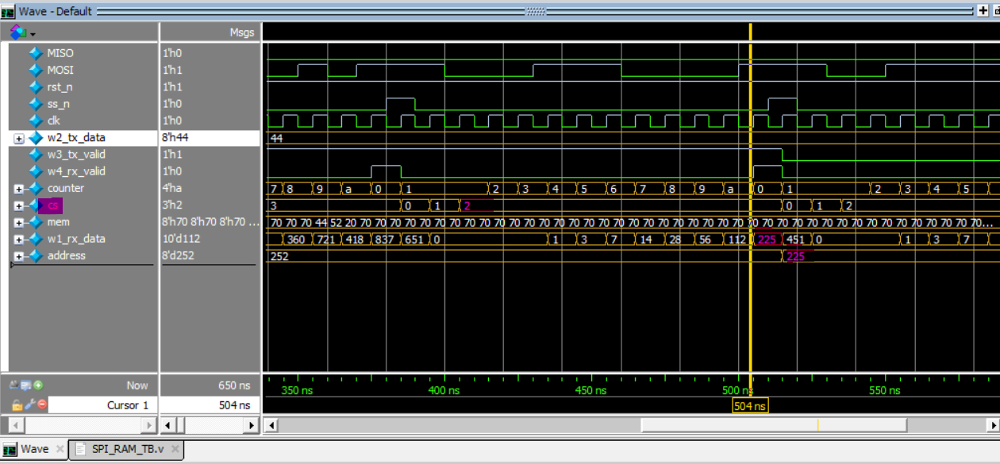 Wave - Default
Msgs
MISO 1'h0
MOSI 1'h1
rst_n 1'h1
ss_n 1'h0
clk 1'h0
w2_tx_data 8'h44 44
w3_tx_valid 1'h1
w4_rx_valid 1'h0
counter 4'ha 7 8 9 a 0 1 2 3 4 5 6 7 8 9 a 0 1 2 3 4 5
cs 3'h2 3 0 1 2 0 1 2
mem 8'h70 8'h70 8'h70 ... 70 70 70 44 52 20 70 70 70 70 70 70 70 70 70 70 70 70 70 70 70 70 70 70 70 70 70 70 70 70 70 70 70 70 70 70 70 70 70 70 70 70 70 70 70 70 70 70...
w1_rx_data 10'd112 360 721 418 837 651 0 1 3 7 14 28 56 112 225 451 0 1 3 7
address 8'd252 252 225
Now 650 ns 350 ns 400 ns 450 ns 500 ns 550 ns
Cursor 1 504 ns 504 ns
Wave SPI_RAM_TB.v